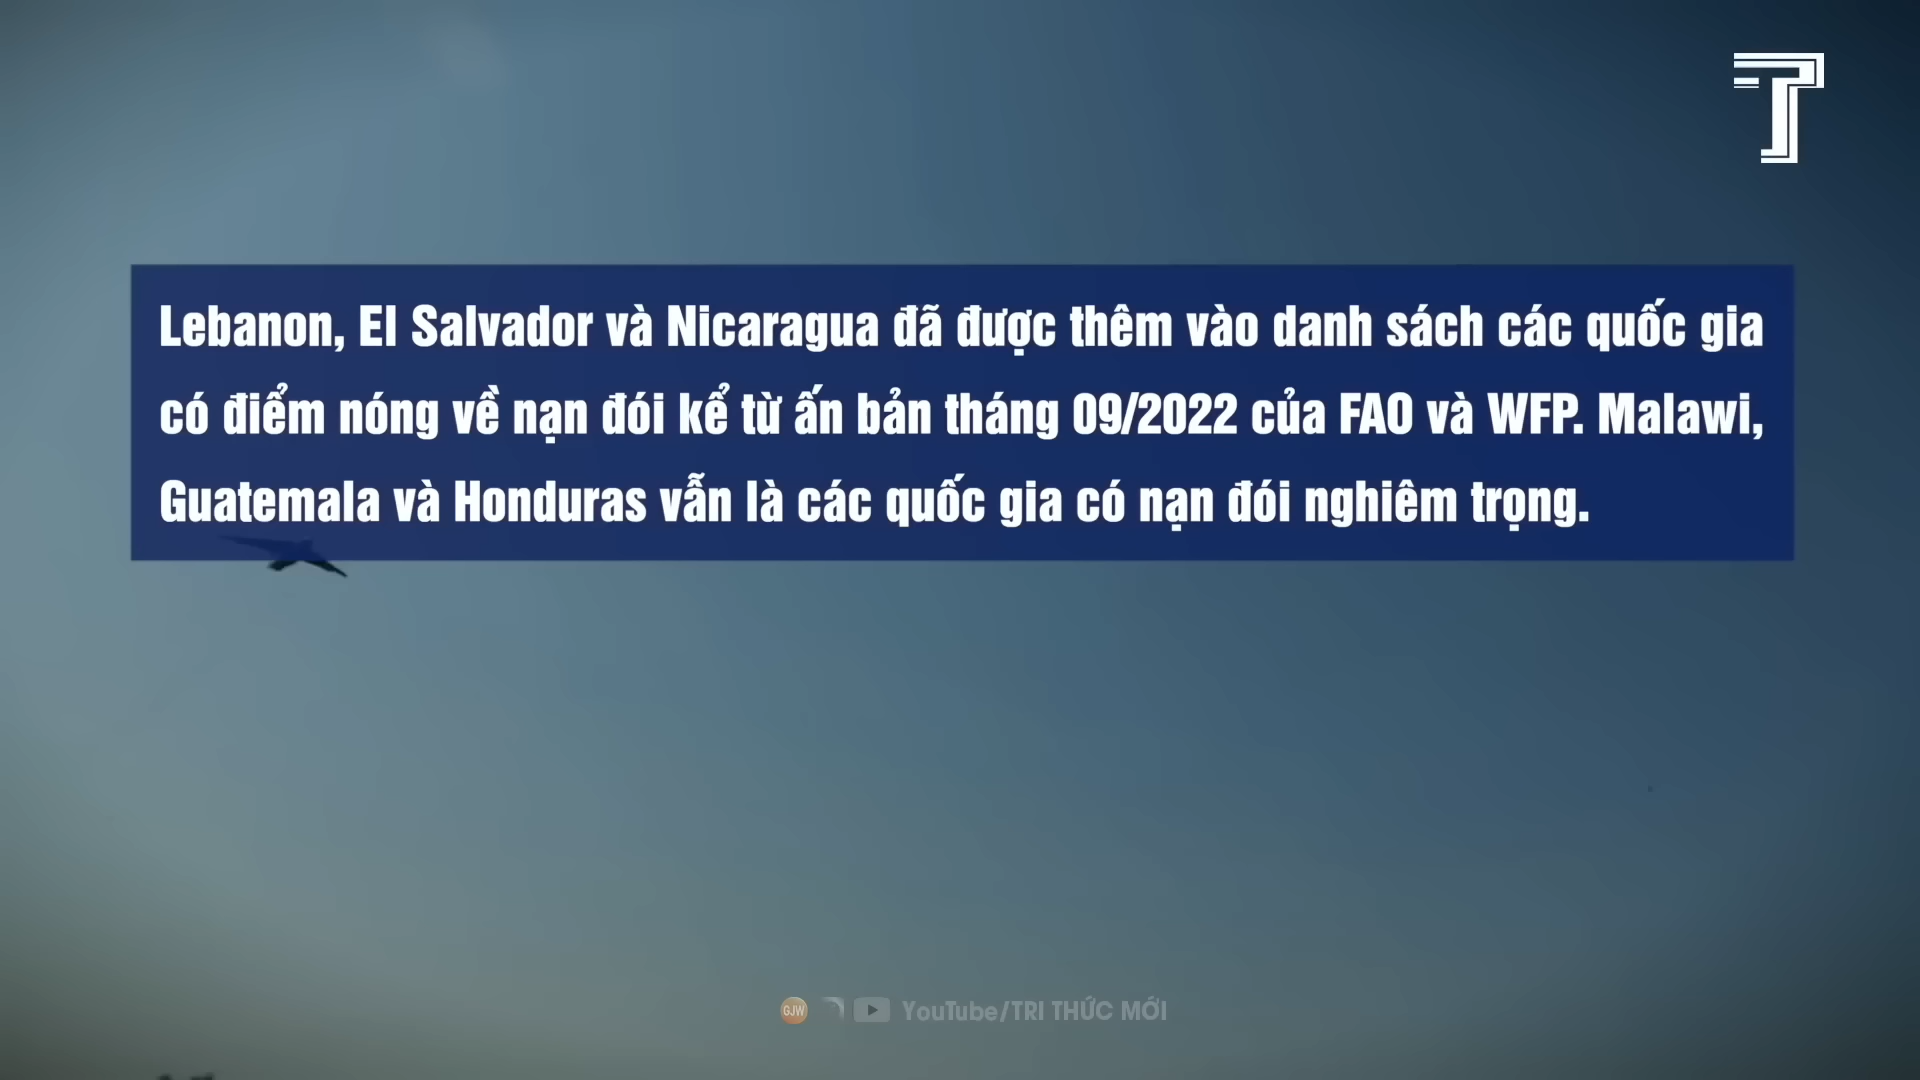 Lebanon, El Salvador và Nicaragua đã được thêm vào danh sách các quốc gia
có điểm nóng về nạn đói kể từ ấn bản tháng 09/2022 của FAO và WFP. Malawi,
Guatemala và Honduras vẫn là các quốc gia có nạn đói nghiêm trọng.
GJW YouTube/TRI THỨC MỚI